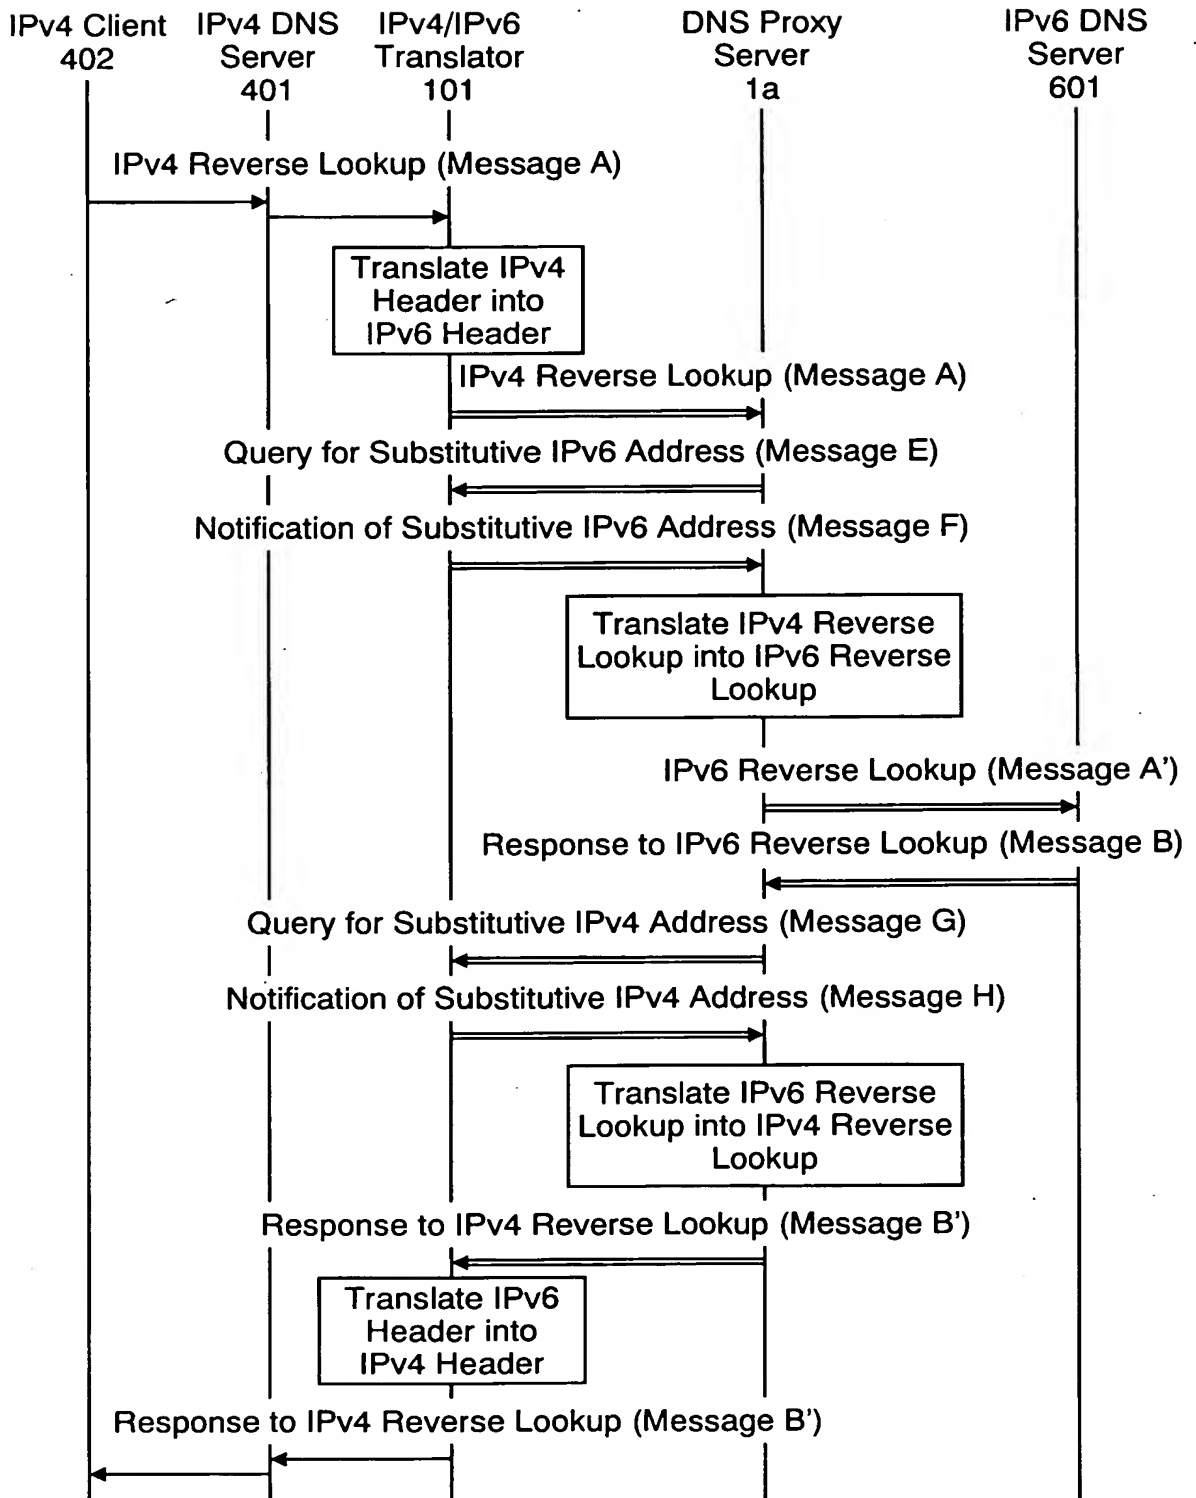 IPv4 Client
402
IPv4 DNS
Server
401
IPv4/IPv6
Translator
101
DNS Proxy
Server
1a
IPv6 DNS
Server
601
IPv4 Reverse Lookup (Message A)
Translate IPv4
Header into
IPv6 Header
IPv4 Reverse Lookup (Message A)
Query for Substitutive IPv6 Address (Message E)
Notification of Substitutive IPv6 Address (Message F)
Translate IPv4 Reverse
Lookup into IPv6 Reverse
Lookup
IPv6 Reverse Lookup (Message A')
Response to IPv6 Reverse Lookup (Message B)
Query for Substitutive IPv4 Address (Message G)
Notification of Substitutive IPv4 Address (Message H)
Translate IPv6 Reverse
Lookup into IPv4 Reverse
Lookup
Response to IPv4 Reverse Lookup (Message B')
Translate IPv6
Header into
IPv4 Header
Response to IPv4 Reverse Lookup (Message B')